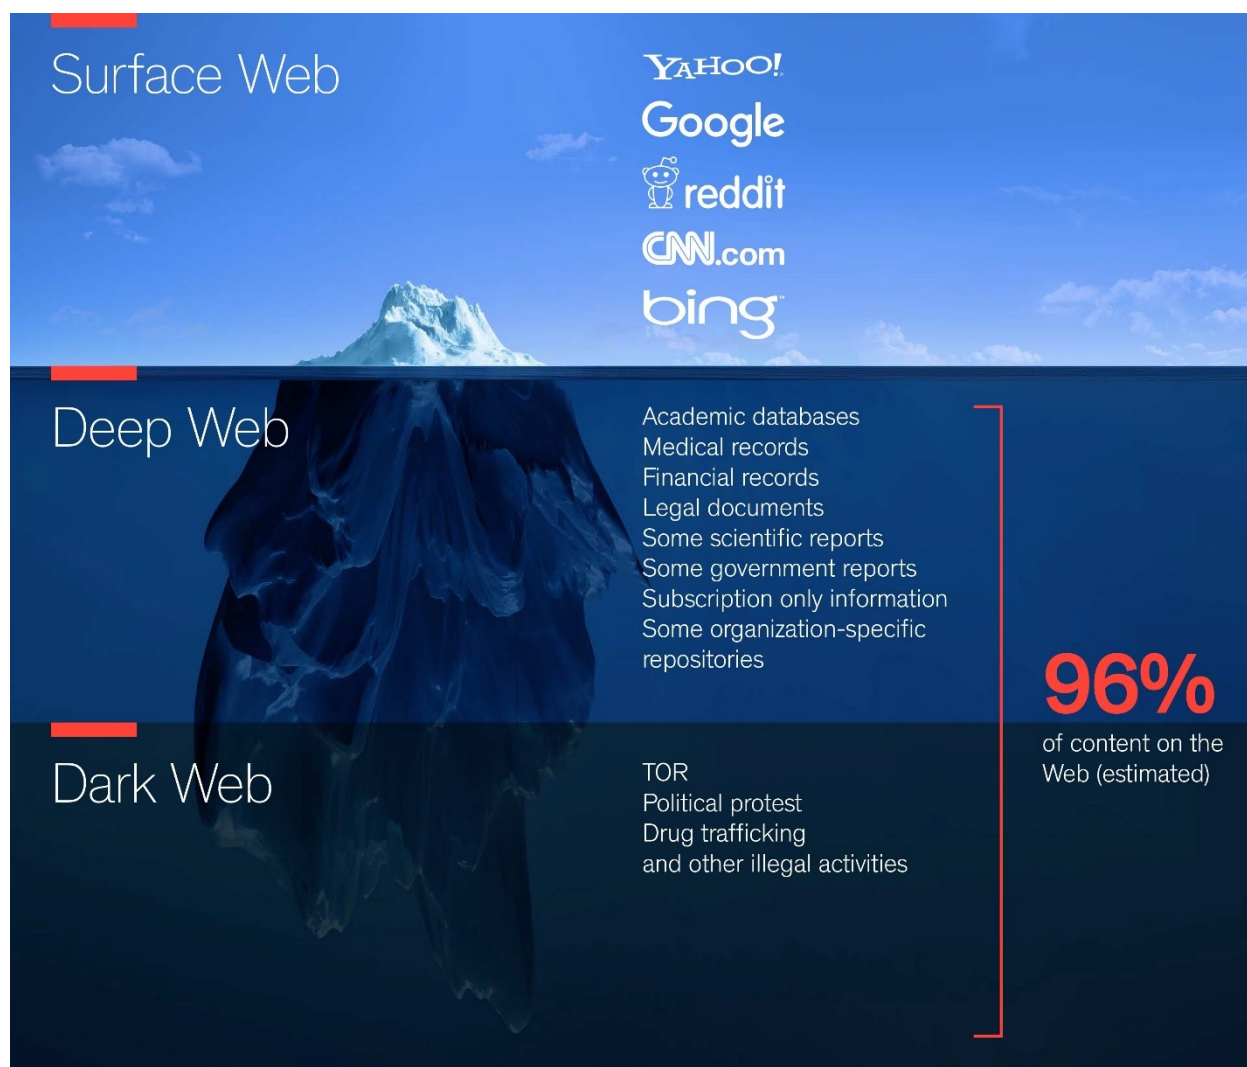 Surface Web
YAHOO!
Google
reddit
CNN.com
bing™
Deep Web
Academic databases
Medical records
Financial records
Legal documents
Some scientific reports
Some government reports
Subscription only information
Some organization-specific
repositories
96%
of content on the
Web (estimated)
Dark Web
TOR
Political protest
Drug trafficking
and other illegal activities